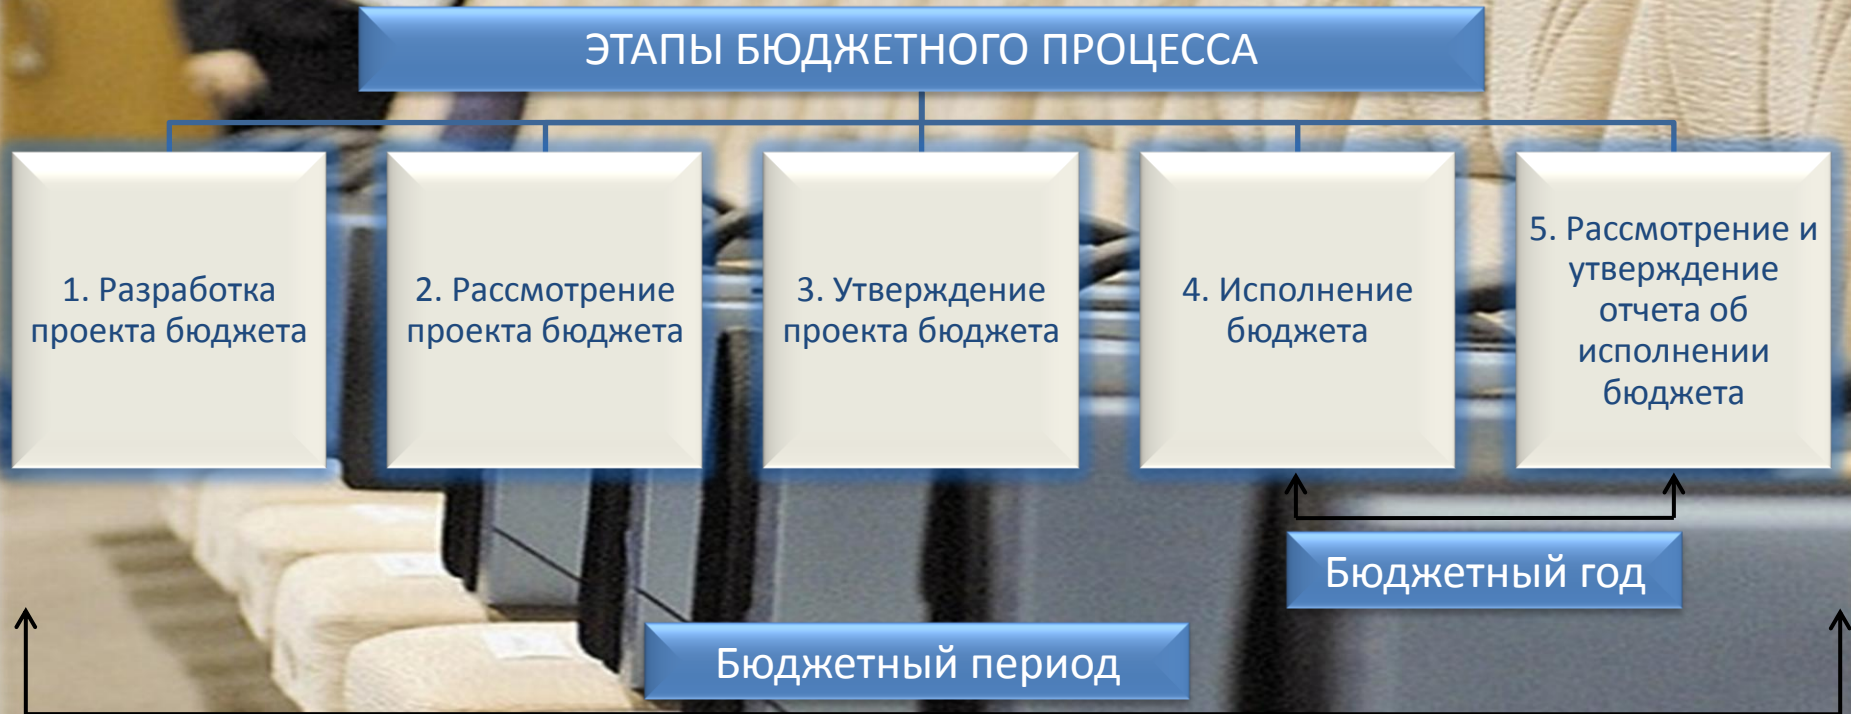 ЭТАПЫ БЮДЖЕТНОГО ПРОЦЕССА
1. Разработка
проекта бюджета
2. Рассмотрение
проекта бюджета
3. Утверждение
проекта бюджета
4. Исполнение
бюджета
5. Рассмотрение и
утверждение
отчета об
исполнении
бюджета
Бюджетный год
Бюджетный период